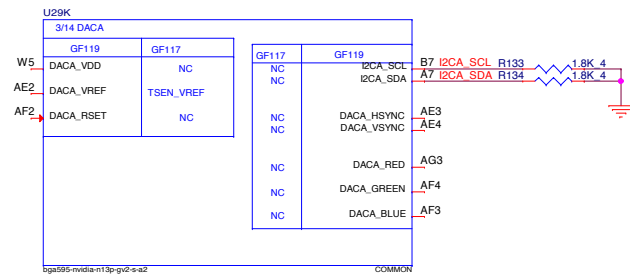 U29K
3/14 DACA
GF119 GF117
GF117 GF119
W5 DACA_VDD NC
NC I2CA_SCL B7 I2CA_SCL R133 1.8K_4
NC I2CA_SDA A7 I2CA_SDA R134 1.8K_4
AE2 DACA_VREF TSEN_VREF
AF2 DACA_RSET NC
NC DACA_HSYNC AE3
NC DACA_VSYNC AE4
NC DACA_RED AG3
NC DACA_GREEN AF4
NC DACA_BLUE AF3
bga595-nvidia-n13p-gv2-s-a2 COMMON